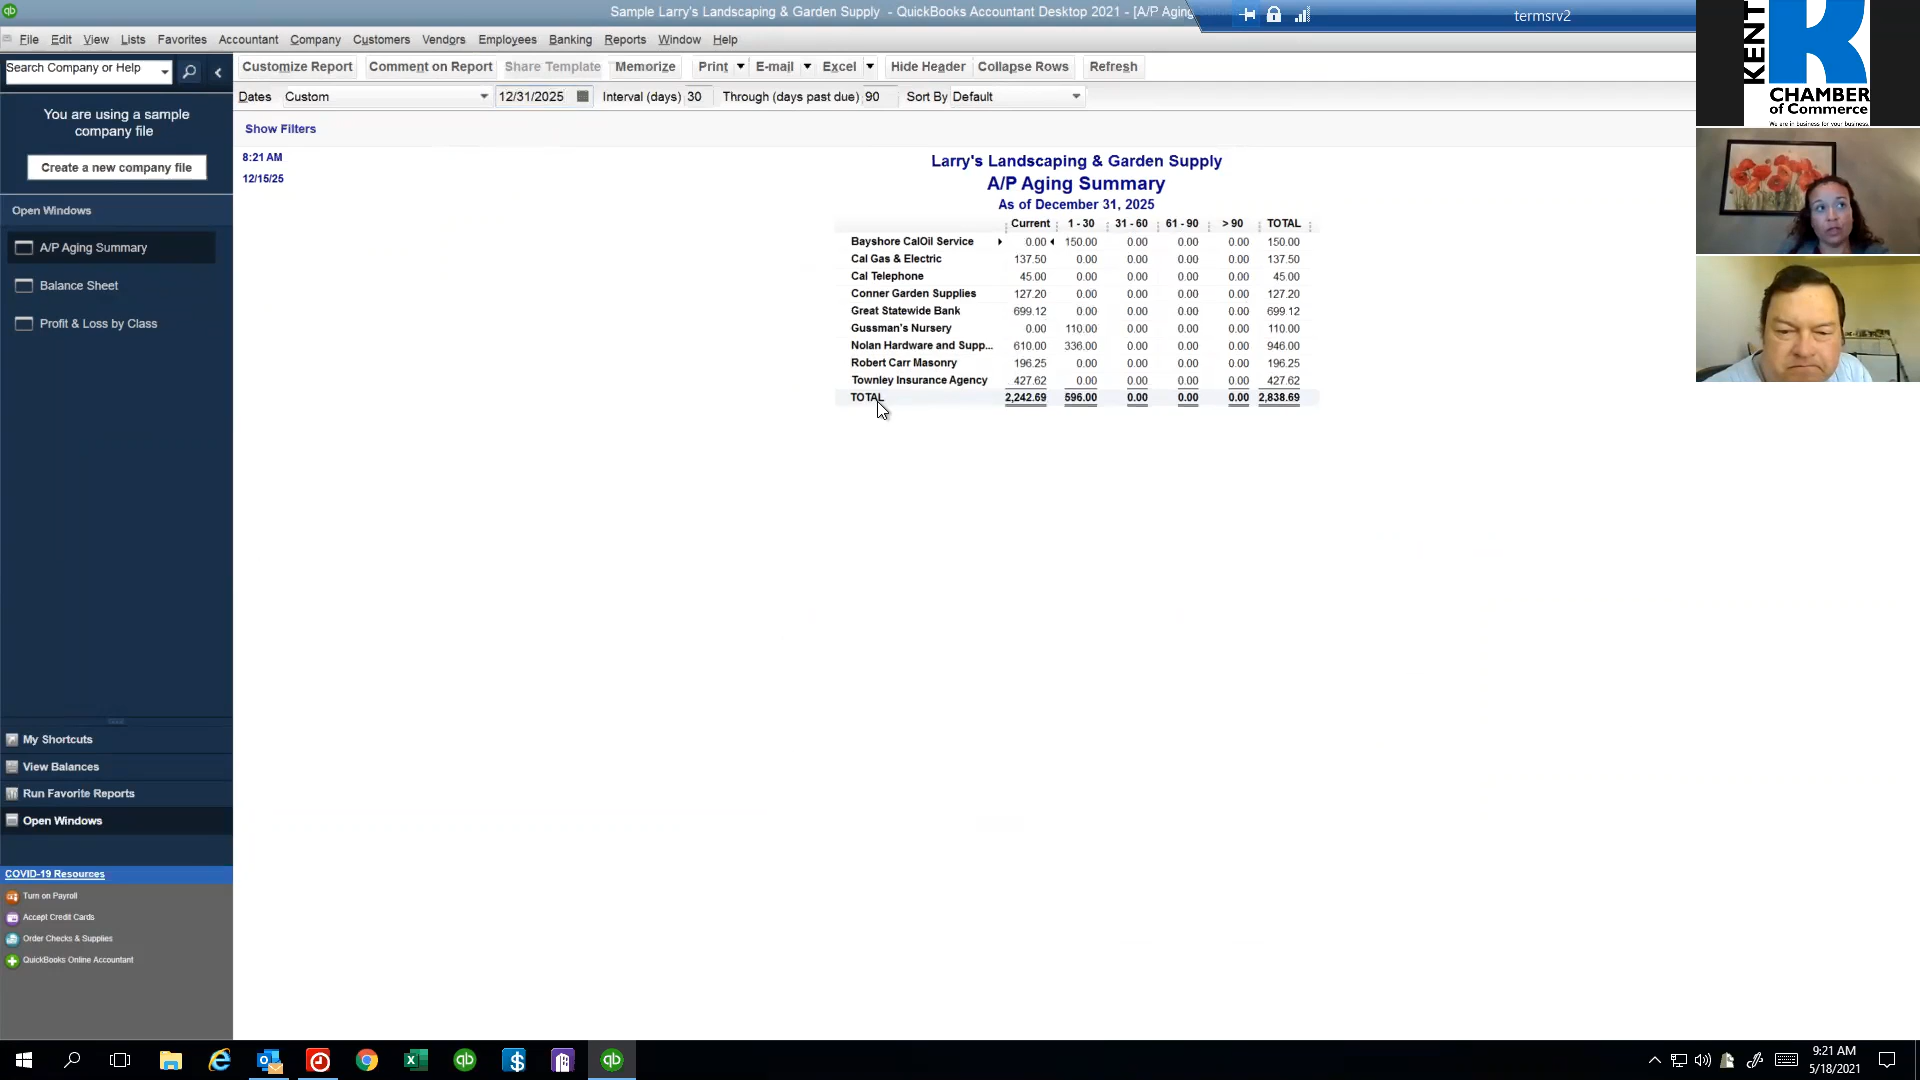 Sample Larry's Landscaping & Garden Supply - QuickBooks Accountant Desktop 2021 - [A/P Aging
termsrv2
File Edit View Lists Favorites Accountant Company Customers Vendors Employees Banking Reports Window Help
Search Company or Help
Customize Report Comment on Report Share Template Memorize Print E-mail Excel Hide Header Collapse Rows Refresh
Dates Custom 12/31/2025 Interval (days) 30 Through (days past due) 90 Sort By Default
You are using a sample
company file
Create a new company file
Open Windows
A/P Aging Summary
Balance Sheet
Profit & Loss by Class
Show Filters
8:21 AM
12/15/25
Larry's Landscaping & Garden Supply
A/P Aging Summary
As of December 31, 2025
Current 1 - 30 31 - 60 61 - 90 > 90 TOTAL
Bayshore CalOil Service 0.00 150.00 0.00 0.00 0.00 150.00
Cal Gas & Electric 137.50 0.00 0.00 0.00 0.00 137.50
Cal Telephone 45.00 0.00 0.00 0.00 0.00 45.00
Conner Garden Supplies 127.20 0.00 0.00 0.00 0.00 127.20
Great Statewide Bank 699.12 0.00 0.00 0.00 0.00 699.12
Gussman's Nursery 0.00 110.00 0.00 0.00 0.00 110.00
Nolan Hardware and Supp... 610.00 336.00 0.00 0.00 0.00 946.00
Robert Carr Masonry 196.25 0.00 0.00 0.00 0.00 196.25
Townley Insurance Agency 427.62 0.00 0.00 0.00 0.00 427.62
TOTAL 2,242.69 596.00 0.00 0.00 0.00 2,838.69
KENT
CHAMBER
of Commerce
We are in business for your business.
My Shortcuts
View Balances
Run Favorite Reports
Open Windows
COVID-19 Resources
Turn on Payroll
Accept Credit Cards
Order Checks & Supplies
QuickBooks Online Accountant
9:21 AM
5/18/2021